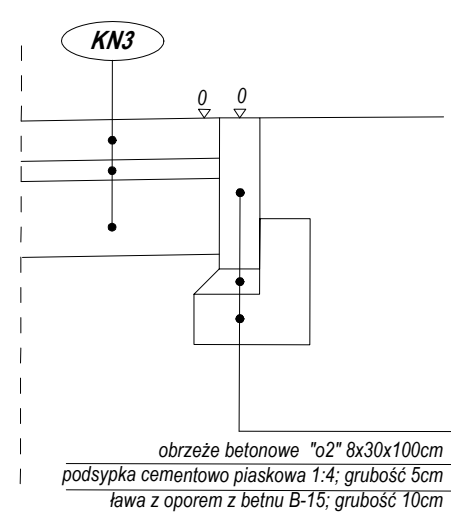 KN3
0 0
obrzeże betonowe "o2" 8x30x100cm
podsypka cementowo piaskowa 1:4; grubość 5cm
ława z oporem z betnu B-15; grubość 10cm